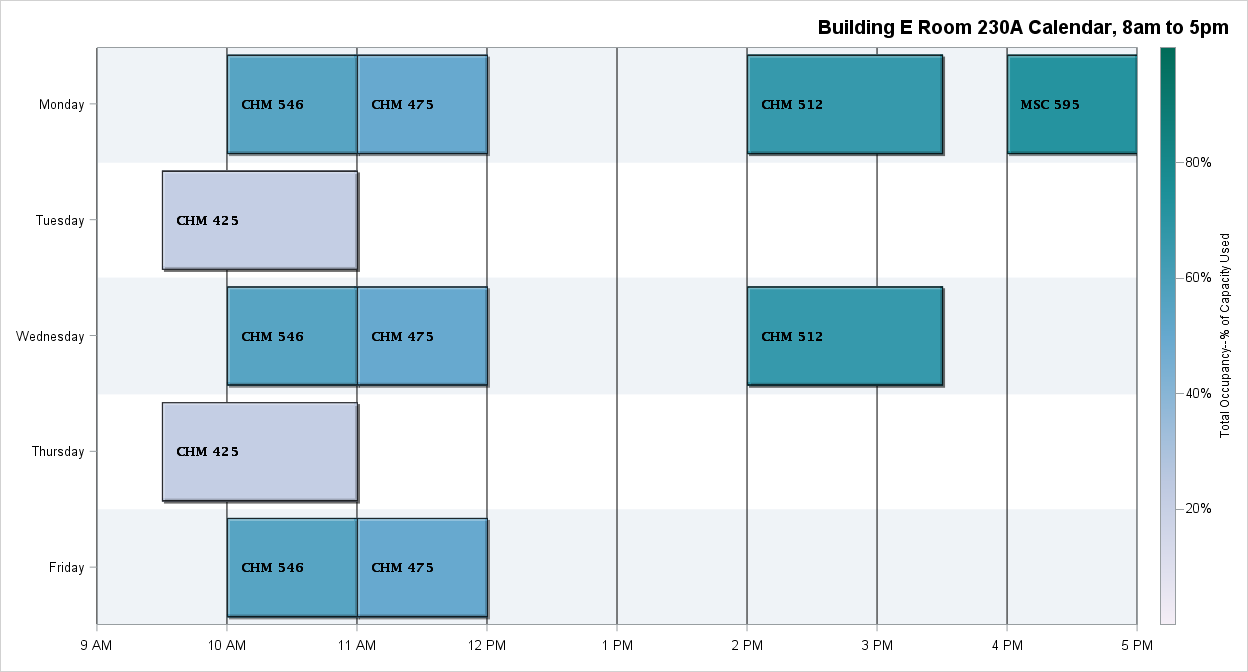 Building E Room 230A Calendar, 8am to 5pm
Monday
CHM 546
CHM 475
CHM 512
MSC 595
Tuesday
CHM 425
Wednesday
CHM 546
CHM 475
CHM 512
Thursday
CHM 425
Friday
CHM 546
CHM 475
9 AM
10 AM
11 AM
12 PM
1 PM
2 PM
3 PM
4 PM
5 PM
80%
60%
40%
20%
Total Occupancy--% of Capacity Used